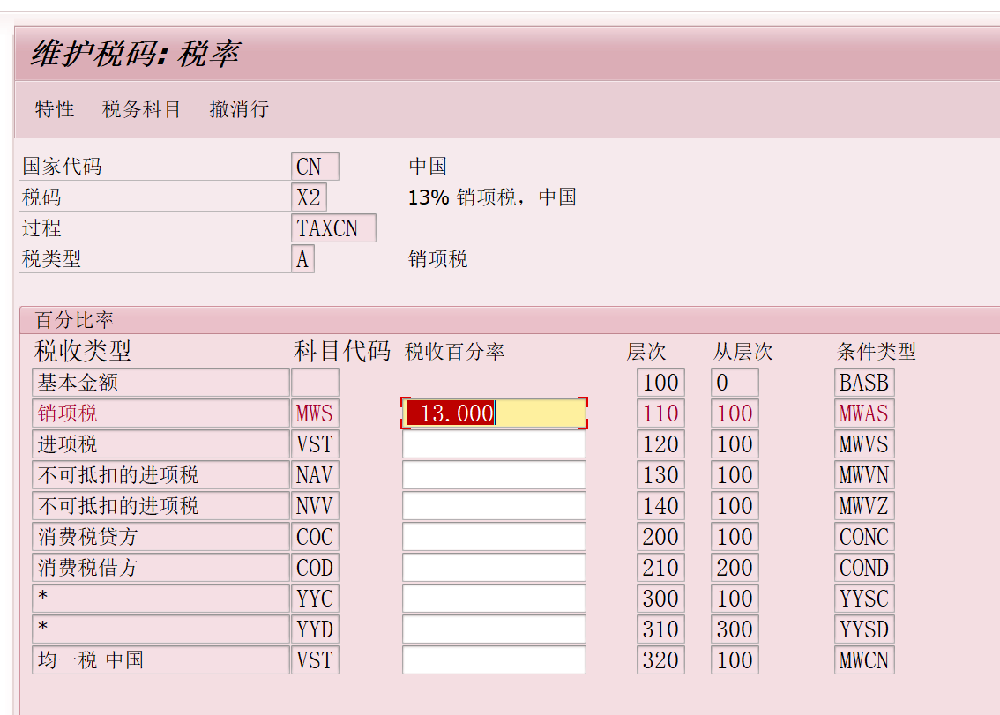 维护税码: 税率
特性 税务科目 撤消行
国家代码 CN 中国
税码 X2 13% 销项税，中国
过程 TAXCN
税类型 A 销项税
百分比率
税收类型 科目代码 税收百分率 层次 从层次 条件类型
基本金额 100 0 BASB
销项税 MWS 13.000 110 100 MWAS
进项税 VST 120 100 MWVS
不可抵扣的进项税 NAV 130 100 MWVN
不可抵扣的进项税 NVV 140 100 MWVZ
消费税贷方 COC 200 100 CONC
消费税借方 COD 210 200 COND
* YYC 300 100 YYSC
* YYD 310 300 YYSD
均一税 中国 VST 320 100 MWCN